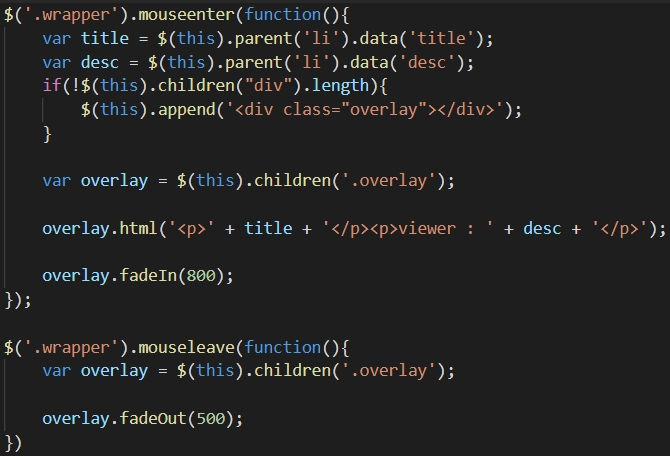 $('.wrapper').mouseenter(function(){
    var title = $(this).parent('li').data('title');
    var desc = $(this).parent('li').data('desc');
    if(!$(this).children("div").length){
        $(this).append('<div class="overlay"></div>');
    }

    var overlay = $(this).children('.overlay');

    overlay.html('<p>' + title + '</p><p>viewer : ' + desc + '</p>');

    overlay.fadeIn(800);
});

$('.wrapper').mouseleave(function(){
    var overlay = $(this).children('.overlay');

    overlay.fadeOut(500);
})